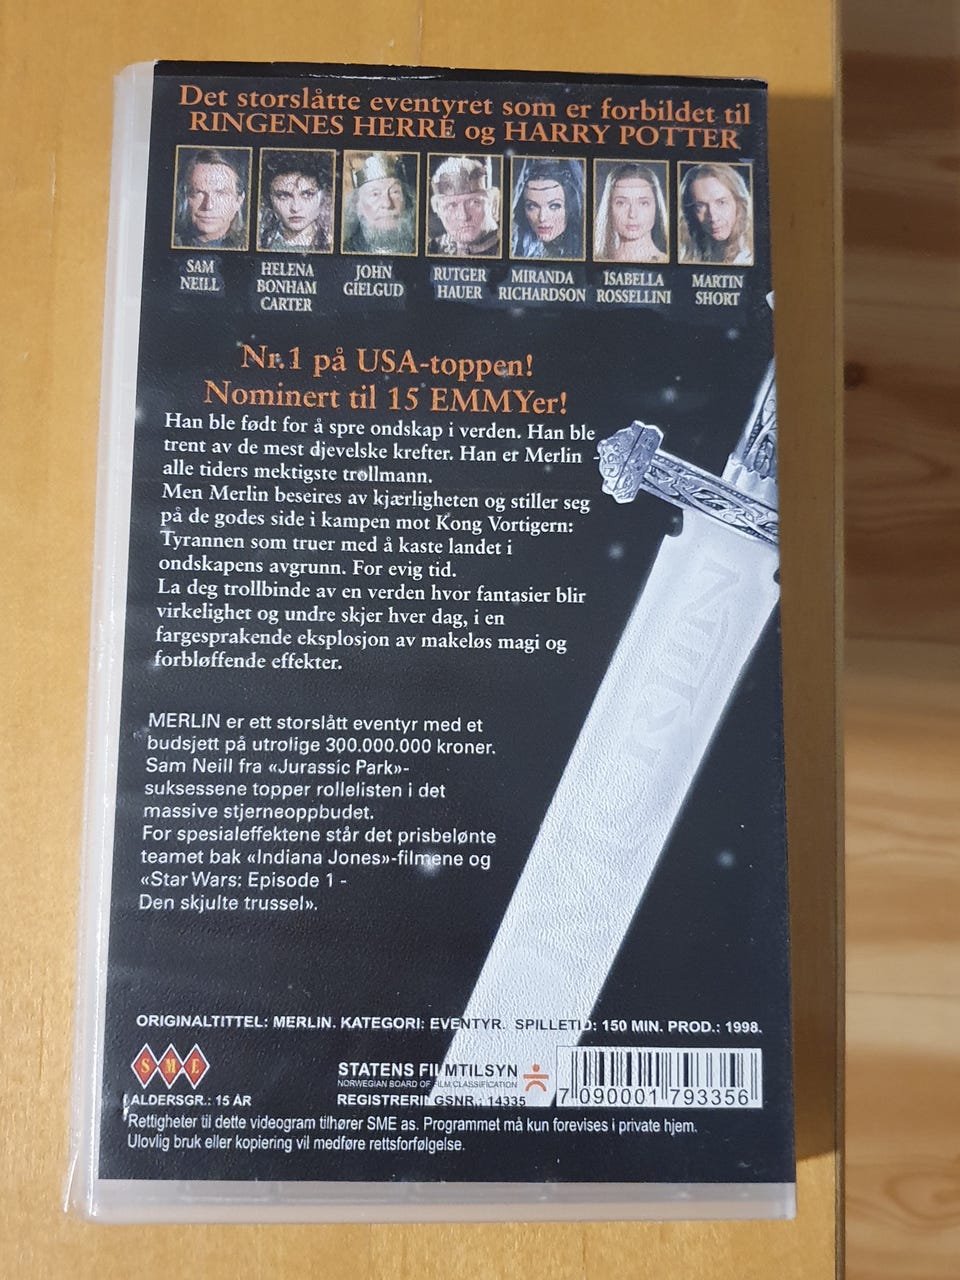 Det storslåtte eventyret som er forbildet til
RINGENES HERRE og HARRY POTTER
SAM
NEILL
HELENA
BONHAM
CARTER
JOHN
GIELGUD
RUTGER
HAUER
MIRANDA
RICHARDSON
ISABELLA
ROSSELLINI
MARTIN
SHORT
Nr.1 på USA-toppen!
Nominert til 15 EMMYer!
Han ble født for å spre ondskap i verden. Han ble
trent av de mest djevelske krefter. Han er Merlin -
alle tiders mektigste trollmann.
Men Merlin beseires av kjærligheten og stiller seg
på de godes side i kampen mot Kong Vortigern:
Tyrannen som truer med å kaste landet i
ondskapens avgrunn. For evig tid.
La deg trollbinde av en verden hvor fantasier blir
virkelighet og undre skjer hver dag, i en
fargesprakende eksplosjon av makeløs magi og
forbløffende effekter.
MERLIN er ett storslått eventyr med et
budsjett på utrolige 300.000.000 kroner.
Sam Neill fra «Jurassic Park»-
suksessene topper rollelisten i det
massive stjerneoppbudet.
For spesialeffektene står det prisbelønte
teamet bak «Indiana Jones»-filmene og
«Star Wars: Episode 1 -
Den skjulte trussel».
ORIGINALTITTEL: MERLIN. KATEGORI: EVENTYR. SPILLETID: 150 MIN. PROD.: 1998.
SME
STATENS FILMTILSYN
NORWEGIAN BOARD OF FILM CLASSIFICATION
ALDERSGR.: 15 ÅR
REGISTRERINGSNR.: 14335
7 090001 793356
Rettigheter til dette videogram tilhører SME as. Programmet må kun forevises i private hjem.
Ulovlig bruk eller kopiering vil medføre rettsforfølgelse.